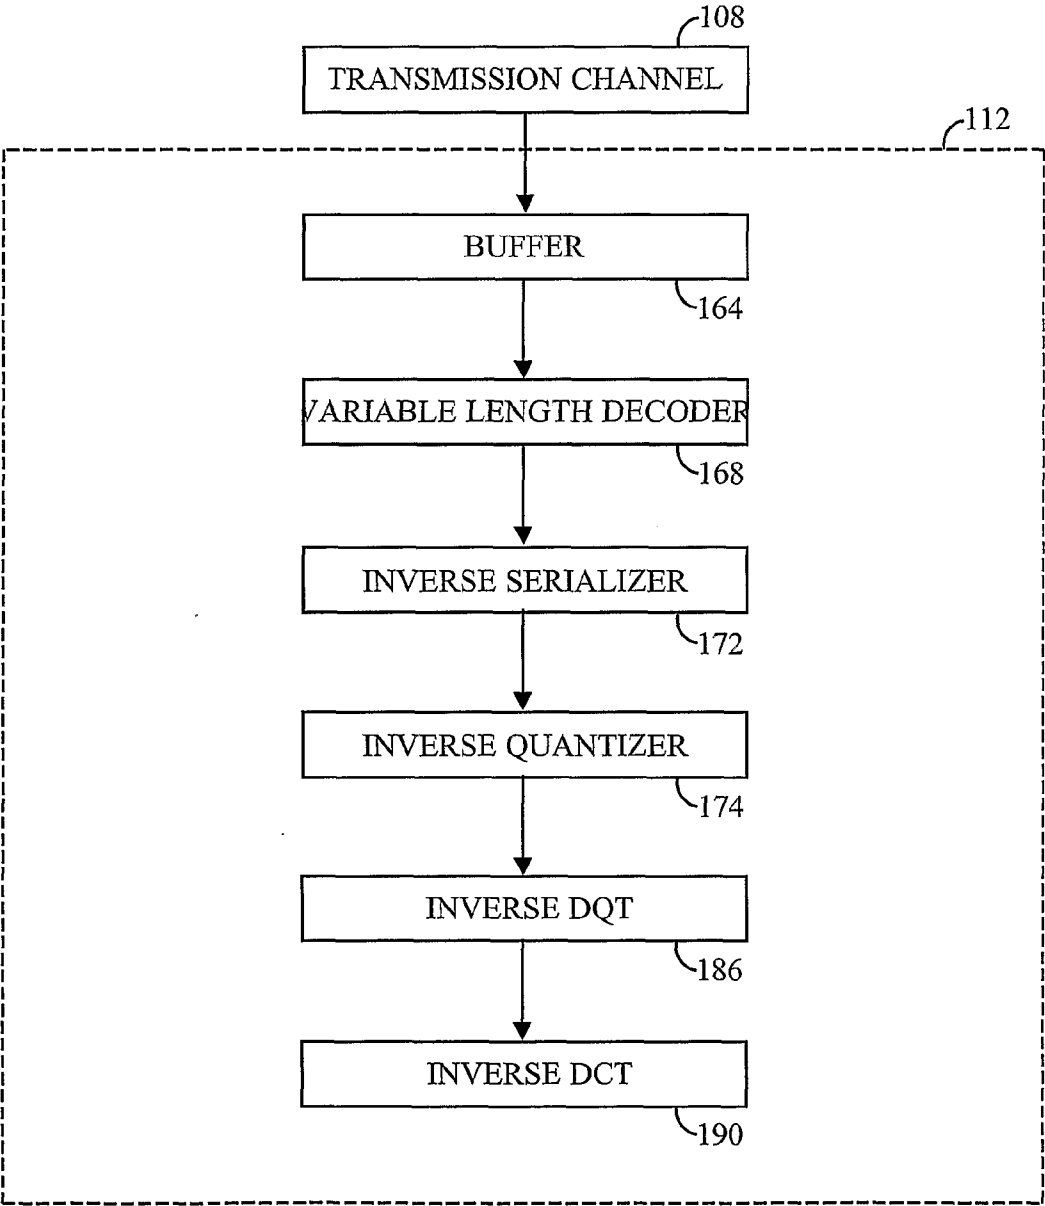 108
TRANSMISSION CHANNEL
112
BUFFER
164
VARIABLE LENGTH DECODER
168
INVERSE SERIALIZER
172
INVERSE QUANTIZER
174
INVERSE DQT
186
INVERSE DCT
190